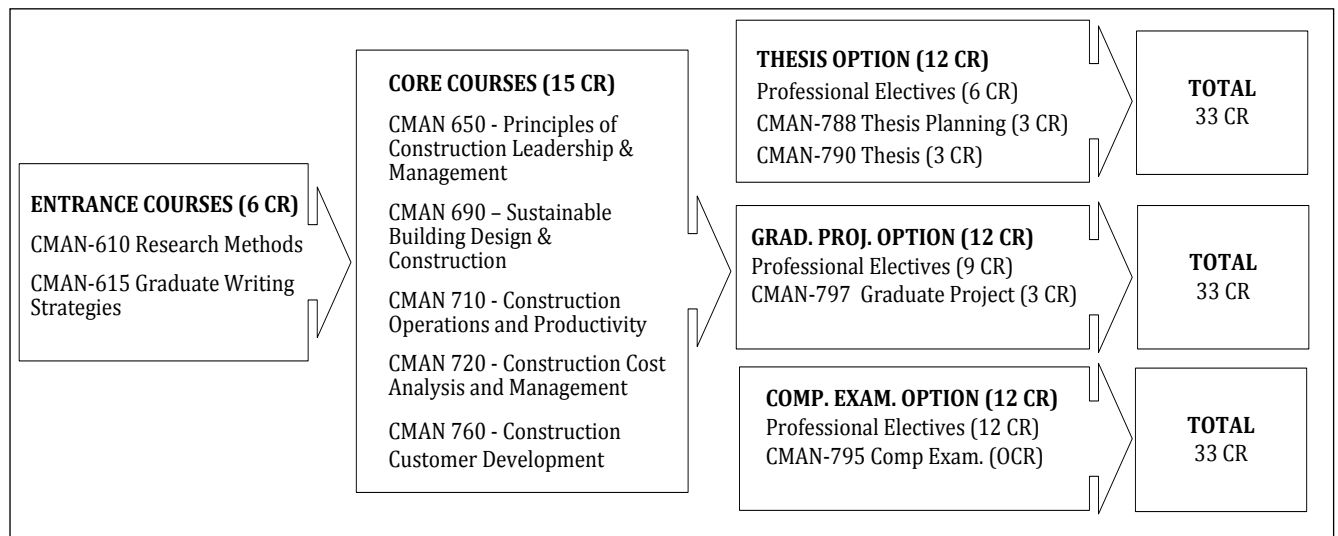 ENTRANCE COURSES (6 CR)
CMAN-610 Research Methods
CMAN-615 Graduate Writing
Strategies
CORE COURSES (15 CR)
CMAN 650 - Principles of
Construction Leadership &
Management
CMAN 690 – Sustainable
Building Design &
Construction
CMAN 710 - Construction
Operations and Productivity
CMAN 720 - Construction Cost
Analysis and Management
CMAN 760 - Construction
Customer Development
THESIS OPTION (12 CR)
Professional Electives (6 CR)
CMAN-788 Thesis Planning (3 CR)
CMAN-790 Thesis (3 CR)
TOTAL
33 CR
GRAD. PROJ. OPTION (12 CR)
Professional Electives (9 CR)
CMAN-797 Graduate Project (3 CR)
TOTAL
33 CR
COMP. EXAM. OPTION (12 CR)
Professional Electives (12 CR)
CMAN-795 Comp Exam. (OCR)
TOTAL
33 CR